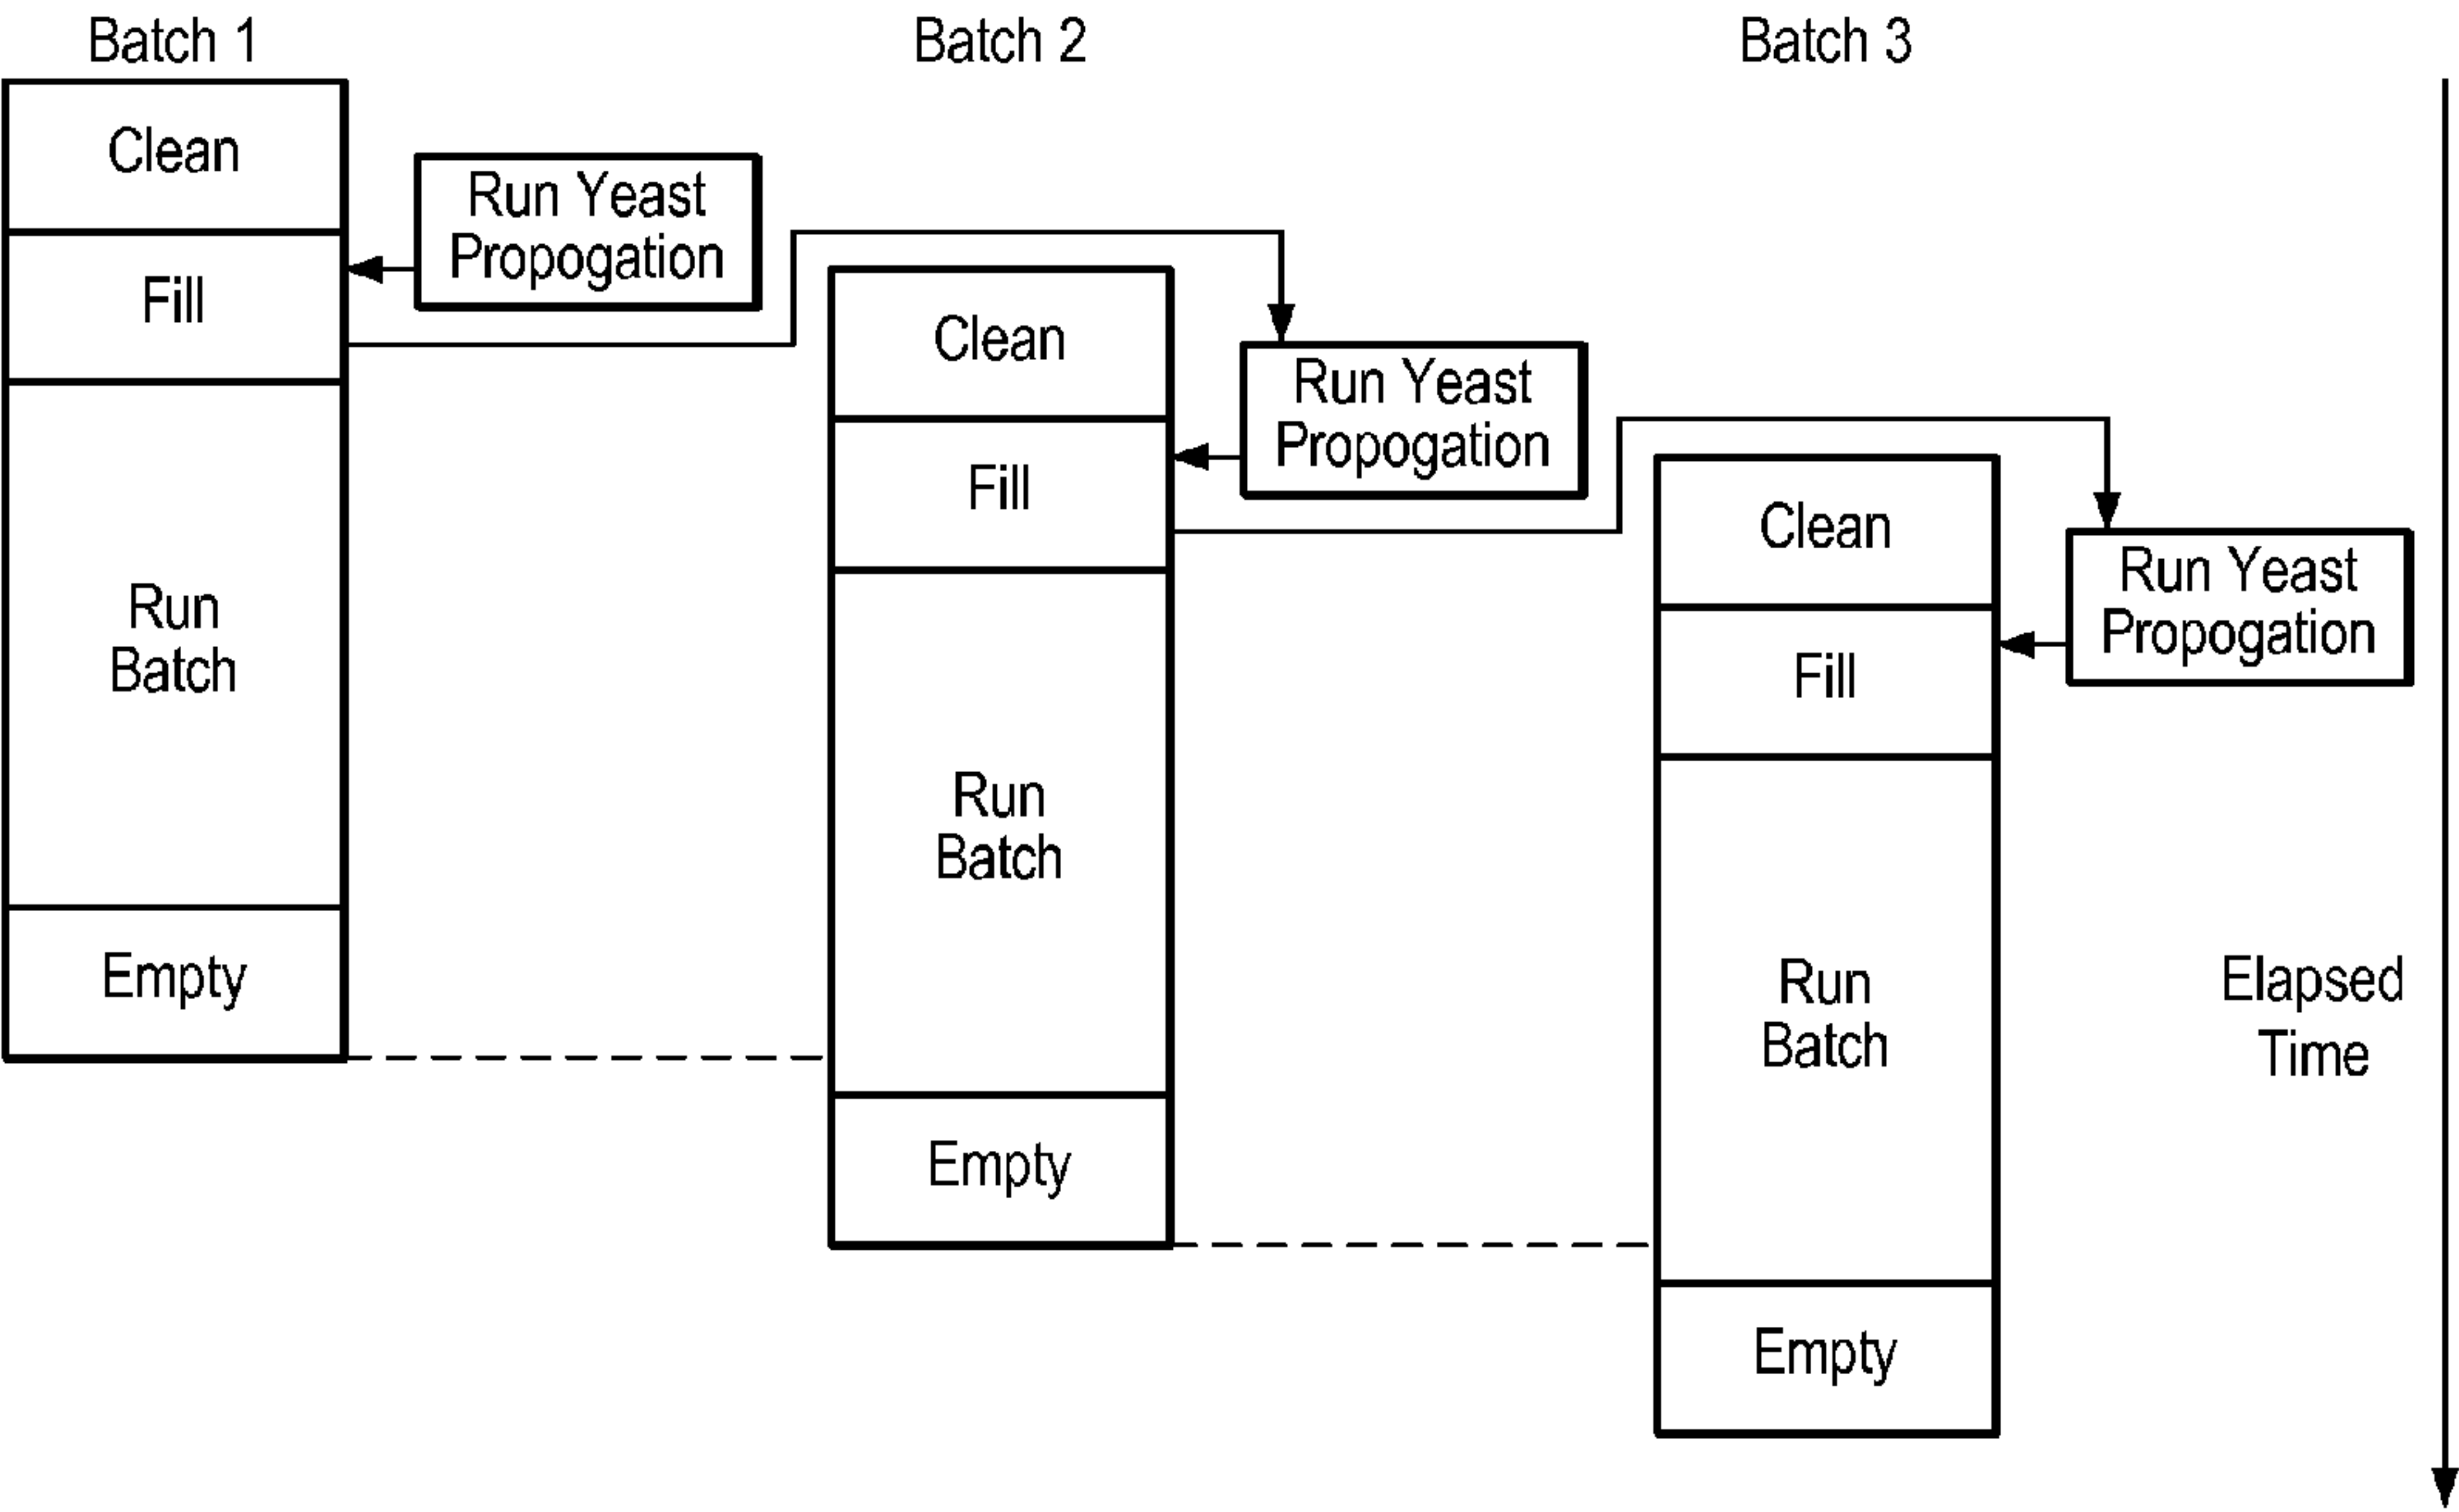 Batch 1
Batch 2
Batch 3
Clean
Run Yeast
Propogation
Fill
Run
Batch
Empty
Clean
Run Yeast
Propogation
Fill
Run
Batch
Empty
Clean
Run Yeast
Propogation
Fill
Run
Batch
Empty
Elapsed
Time